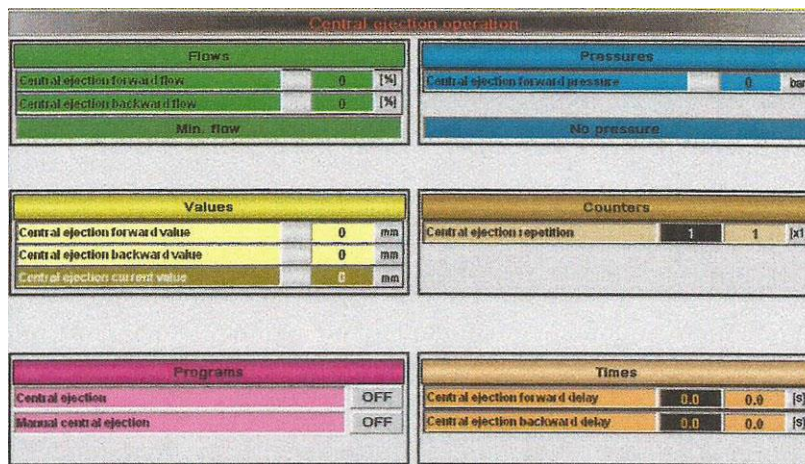 Central ejection operation
Flows
Central ejection forward flow 0 [%]
Central ejection backward flow 0 [%]
Min. flow
Pressures
Central ejection forward pressure 0 bar
No pressure
Values
Central ejection forward value 0 mm
Central ejection backward value 0 mm
Central ejection current value 0 mm
Counters
Central ejection repetition 1 1 [x1
Programs
Central ejection OFF
Manual central ejection OFF
Times
Central ejection forward delay 0.0 0.0 [s]
Central ejection backward delay 0.0 0.0 [s]